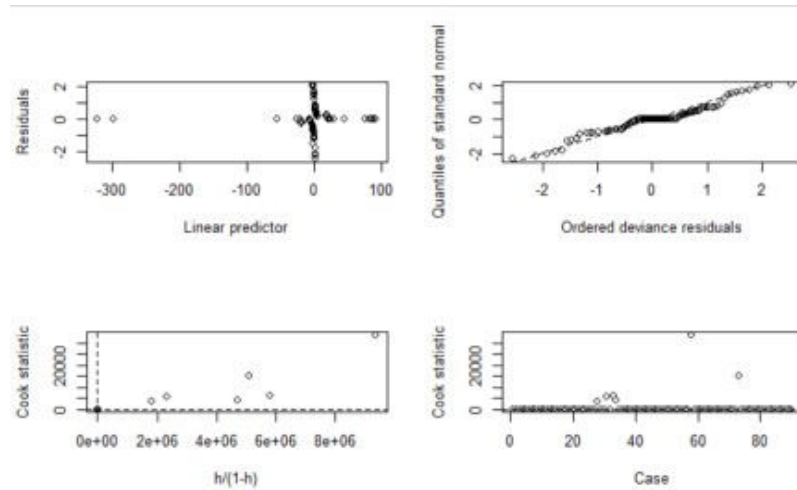 Residuals
2
0
-2
-300
-200
-100
0
100
Linear predictor
Quantiles of standard normal
2
0
-2
-2
-1
0
1
2
Ordered deviance residuals
Cook statistic
20000
0
0e+00
2e+06
4e+06
6e+06
8e+06
h/(1-h)
Cook statistic
20000
0
0
20
40
60
80
Case